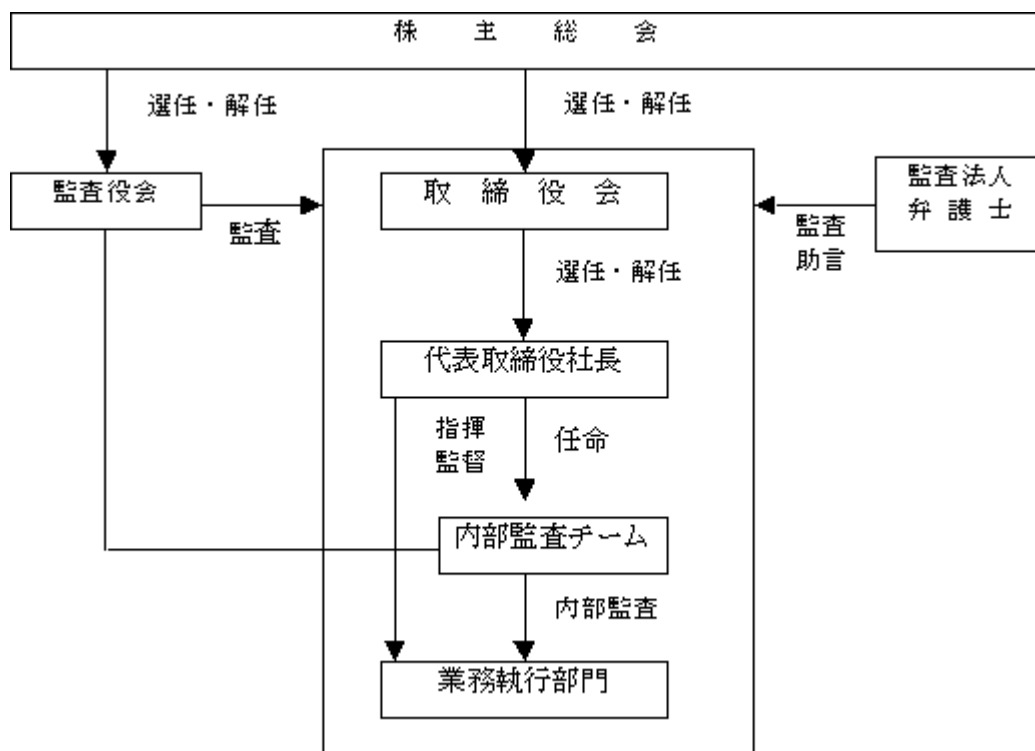 株 主 総 会
選任・解任
選任・解任
監査役会
取 締 役 会
監査法人
弁 護 士
監査
監査
助言
選任・解任
代表取締役社長
指揮
監督
任命
内部監査チーム
内部監査
業務執行部門